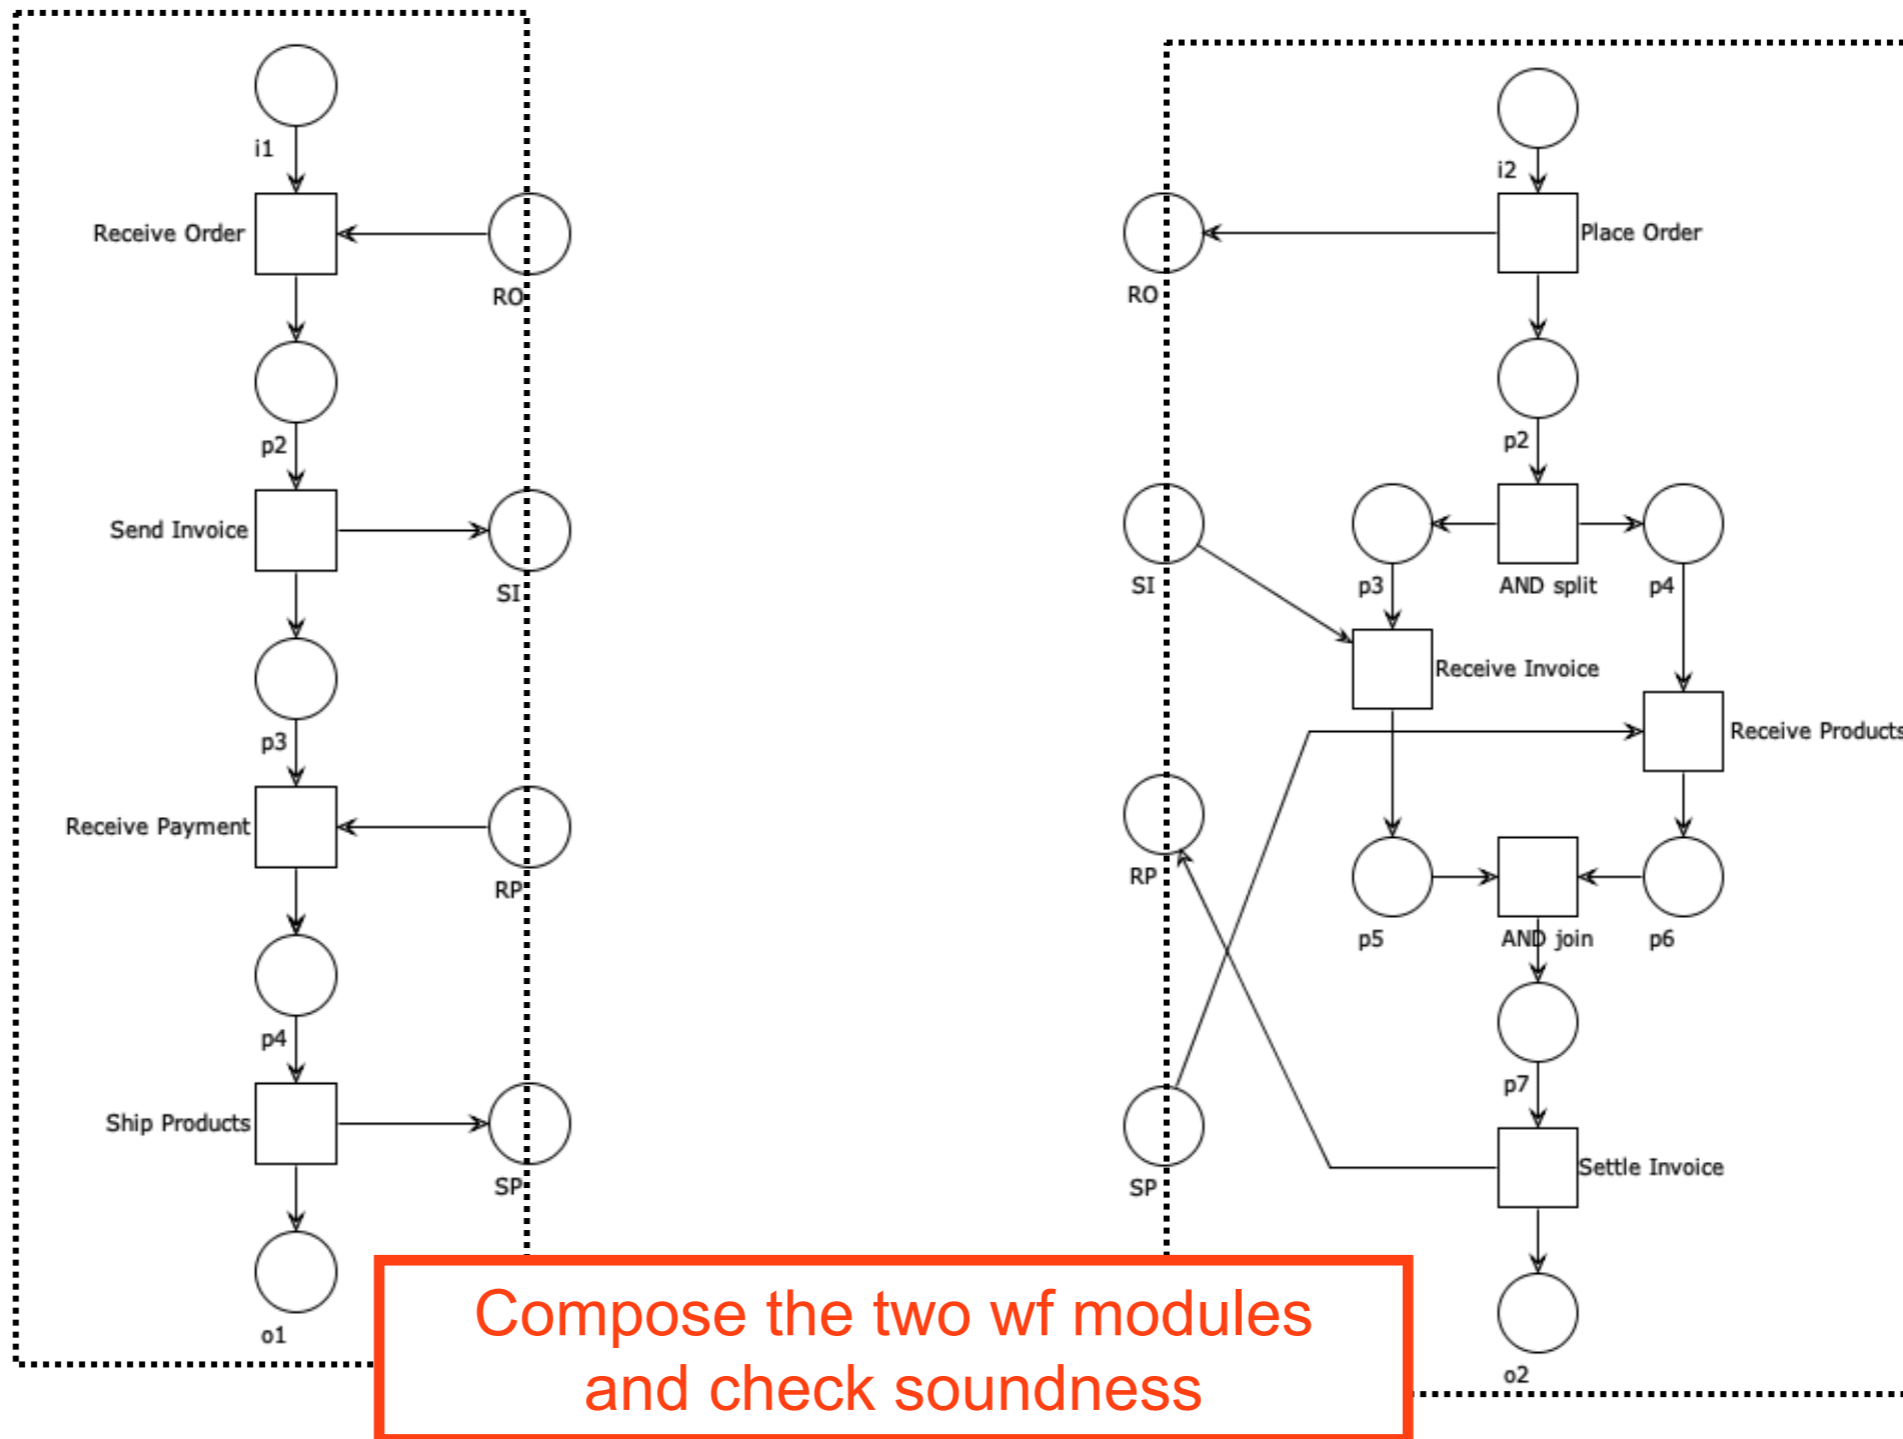 i1
Receive Order
RO
p2
Send Invoice
SI
p3
Receive Payment
RP
p4
Ship Products
SP
o1
i2
Place Order
RO
p2
SI
p3
AND split
p4
Receive Invoice
Receive Products
RP
p5
AND join
p6
p7
Settle Invoice
SP
o2
Compose the two wf modules
and check soundness